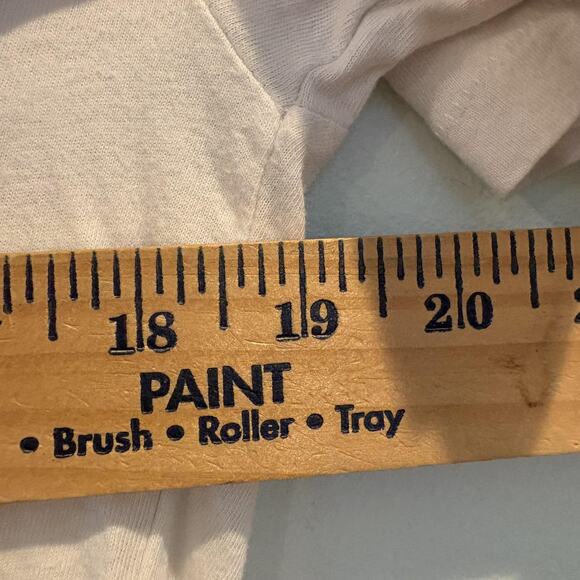 18 19 20
PAINT
• Brush • Roller • Tray